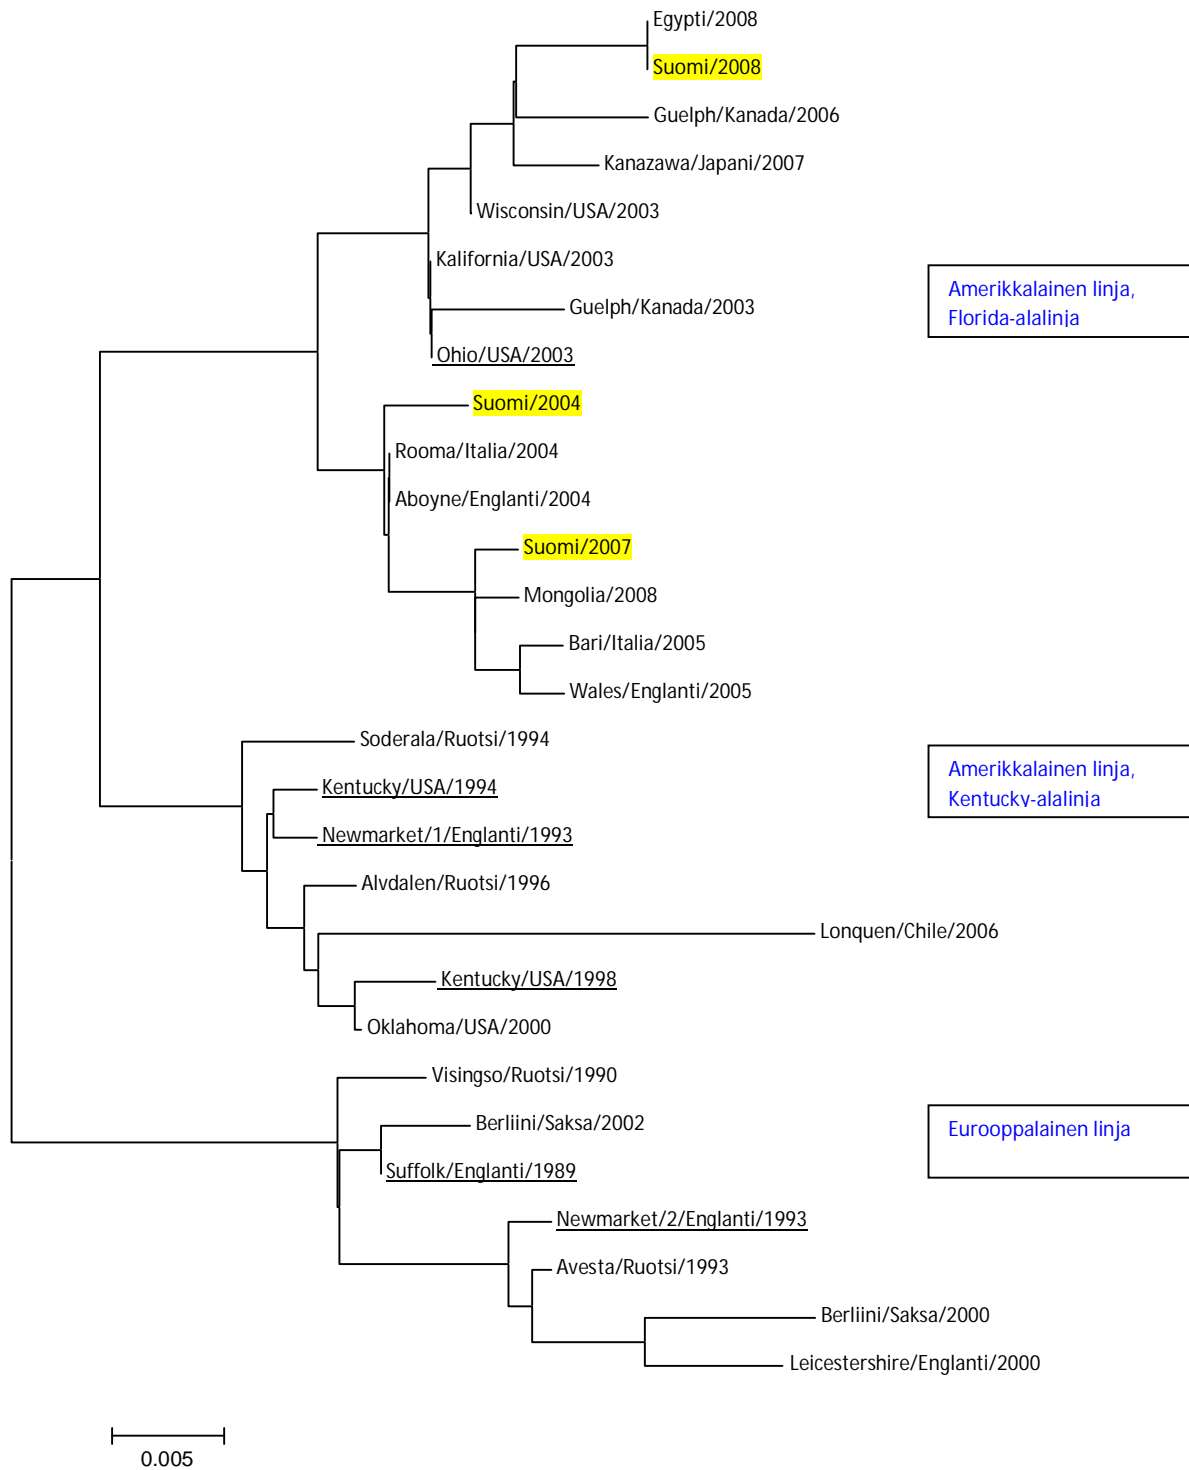 Egypti/2008
Suomi/2008
Guelph/Kanada/2006
Kanazawa/Japani/2007
Wisconsin/USA/2003
Kalifornia/USA/2003
Amerikkalainen linja,
Florida-alalinja
Guelph/Kanada/2003
Ohio/USA/2003
Suomi/2004
Rooma/Italia/2004
Aboyne/Englanti/2004
Suomi/2007
Mongolia/2008
Bari/Italia/2005
Wales/Englanti/2005
Soderala/Ruotsi/1994
Amerikkalainen linja,
Kentucky-alalinja
Kentucky/USA/1994
Newmarket/1/Englanti/1993
Alvdalen/Ruotsi/1996
Lonquen/Chile/2006
Kentucky/USA/1998
Oklahoma/USA/2000
Visingso/Ruotsi/1990
Berliini/Saksa/2002
Eurooppalainen linja
Suffolk/Englanti/1989
Newmarket/2/Englanti/1993
Avesta/Ruotsi/1993
Berliini/Saksa/2000
Leicestershire/Englanti/2000
0.005